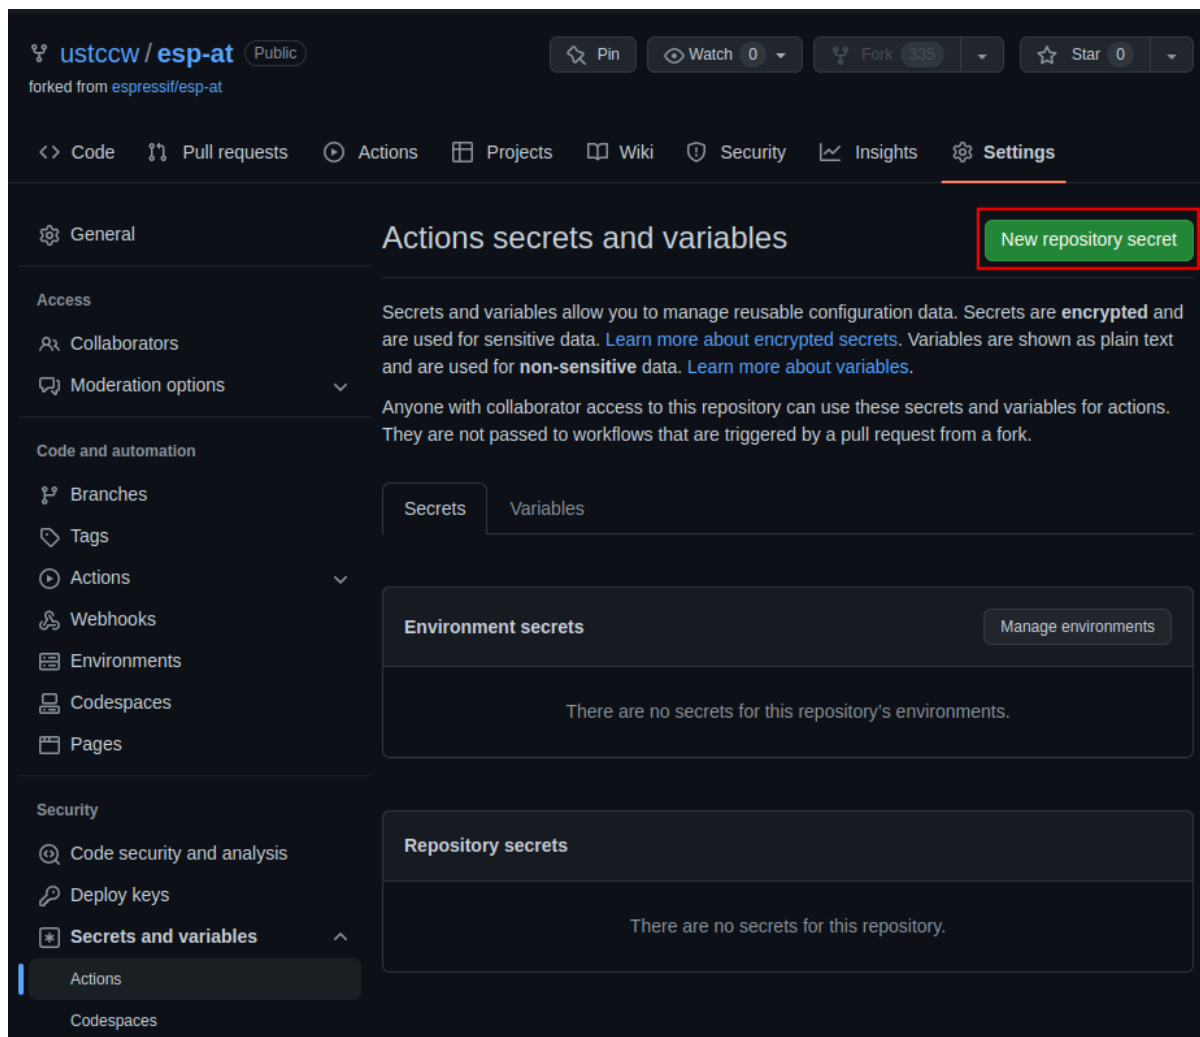 ustccw / esp-at Public
Pin
Watch 0
Fork 335
Star 0
forked from espressif/esp-at
Code
Pull requests
Actions
Projects
Wiki
Security
Insights
Settings
General
Access
Collaborators
Moderation options
Code and automation
Branches
Tags
Actions
Webhooks
Environments
Codespaces
Pages
Security
Code security and analysis
Deploy keys
Secrets and variables
Actions
Codespaces
Actions secrets and variables
New repository secret
Secrets and variables allow you to manage reusable configuration data. Secrets are encrypted and
are used for sensitive data. Learn more about encrypted secrets. Variables are shown as plain text
and are used for non-sensitive data. Learn more about variables.
Anyone with collaborator access to this repository can use these secrets and variables for actions.
They are not passed to workflows that are triggered by a pull request from a fork.
Secrets
Variables
Environment secrets
Manage environments
There are no secrets for this repository’s environments.
Repository secrets
There are no secrets for this repository.